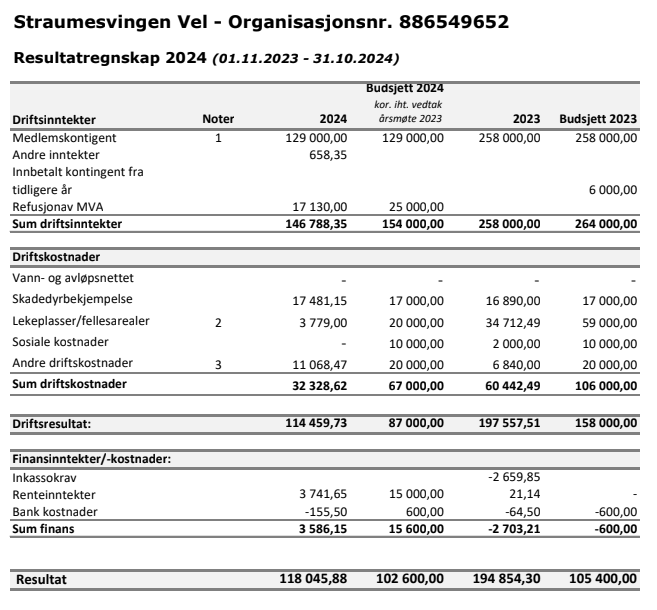 Straumesvingen Vel - Organisasjonsnr. 886549652
Resultatregnskap 2024 (01.11.2023 - 31.10.2024)
Budsjett 2024
kor. iht. vedtak
Driftsinntekter Noter 2024 årsmøte 2023 2023 Budsjett 2023
Medlemskontigent 1 129 000,00 129 000,00 258 000,00 258 000,00
Andre inntekter 658,35
Innbetalt kontingent fra
tidligere år 6 000,00
Refusjonav MVA 17 130,00 25 000,00
Sum driftsinntekter 146 788,35 154 000,00 258 000,00 264 000,00
Driftskostnader
Vann- og avløpsnettet - - - -
Skadedyrbekjempelse 17 481,15 17 000,00 16 890,00 17 000,00
Lekeplasser/fellesarealer 2 3 779,00 20 000,00 34 712,49 59 000,00
Sosiale kostnader - 10 000,00 2 000,00 10 000,00
Andre driftskostnader 3 11 068,47 20 000,00 6 840,00 20 000,00
Sum driftskostnader 32 328,62 67 000,00 60 442,49 106 000,00
Driftsresultat: 114 459,73 87 000,00 197 557,51 158 000,00
Finansinntekter/-kostnader:
Inkassokrav -2 659,85
Renteinntekter 3 741,65 15 000,00 21,14 -
Bank kostnader -155,50 600,00 -64,50 -600,00
Sum finans 3 586,15 15 600,00 -2 703,21 -600,00
Resultat 118 045,88 102 600,00 194 854,30 105 400,00